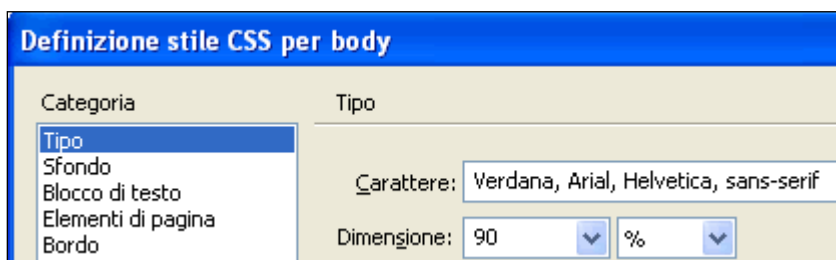 Definizione stile CSS per body
Categoria
Tipo
Tipo
Sfondo
Blocco di testo
Elementi di pagina
Bordo
Carattere: Verdana, Arial, Helvetica, sans-serif
Dimensione: 90 %